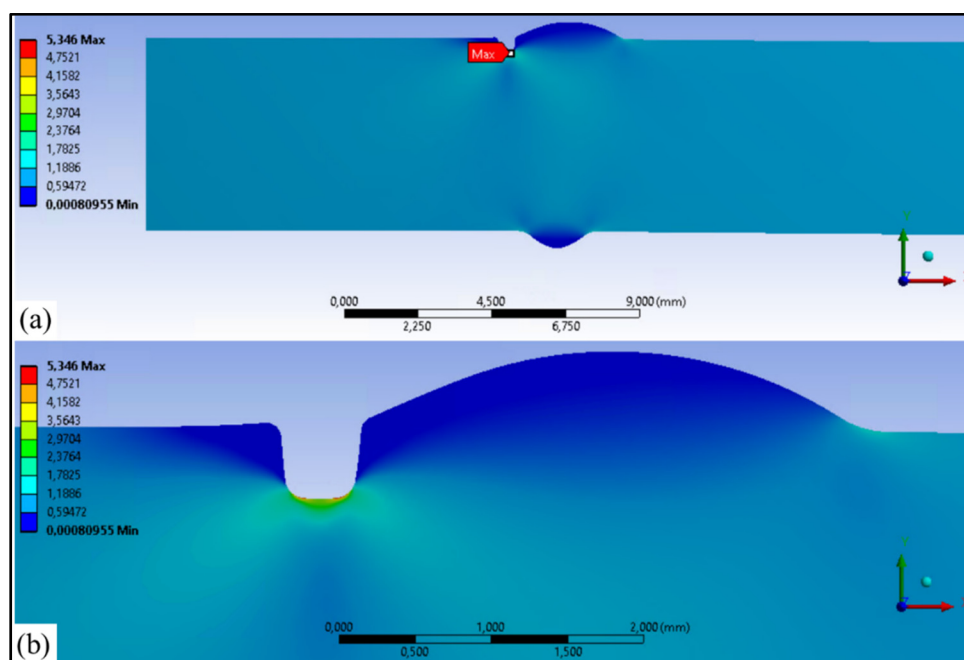 5,346 Max
4,7521
4,1582
3,5643
2,9704
2,3764
1,7825
1,1886
0,59472
0,00080955 Min
Max
Y
0,000 4,500 9,000 (mm)
2,250 6,750
(a)
5,346 Max
4,7521
4,1582
3,5643
2,9704
2,3764
1,7825
1,1886
0,59472
0,00080955 Min
0,000 1,000 2,000 (mm)
0,500 1,500
(b)